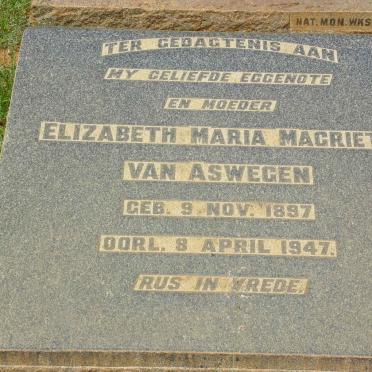 NAT. MON. WKS
TER GEDAGTENIS AAN
MY GELIEFDE EGGENOTE
EN MOEDER
ELIZABETH MARIA MAGRIET
VAN ASWEGEN
GEB. 9 NOV. 1897
OORL. 8 APRIL 1947.
RUS IN VREDE.